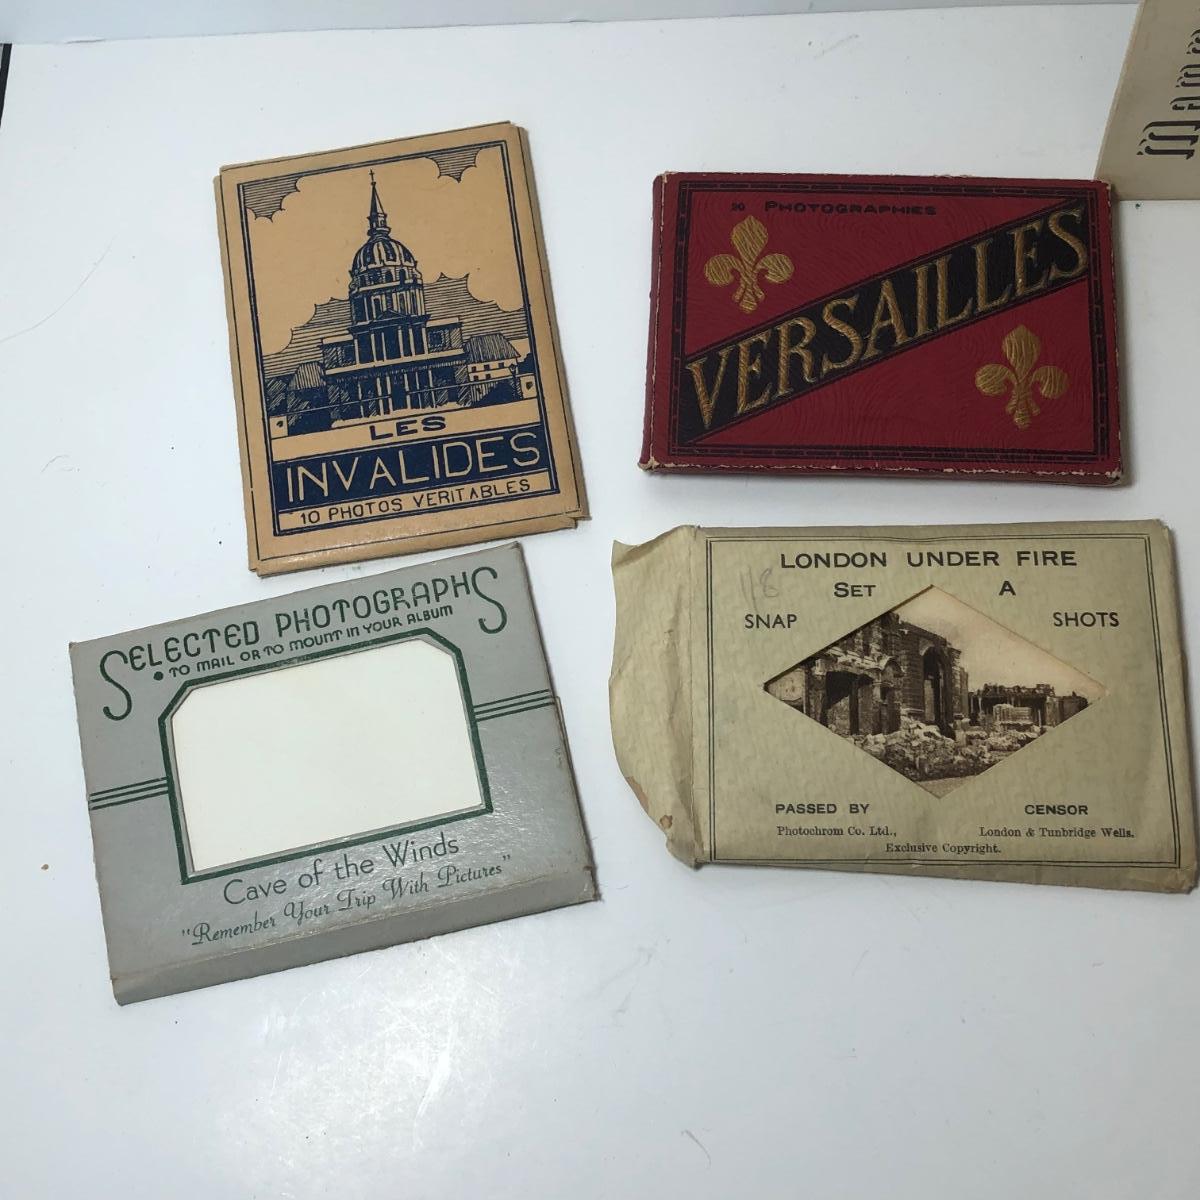 LES
INVALIDES
10 PHOTOS VERITABLES
20 PHOTOGRAPHIES
VERSAILLES
SELECTED PHOTOGRAPHS
• TO MAIL OR TO MOUNT IN YOUR ALBUM
Cave of the Winds
"Remember Your Trip With Pictures"
LONDON UNDER FIRE
SET A
SNAP SHOTS
118
PASSED BY CENSOR
Photochrom Co. Ltd., London & Tunbridge Wells.
Exclusive Copyright.